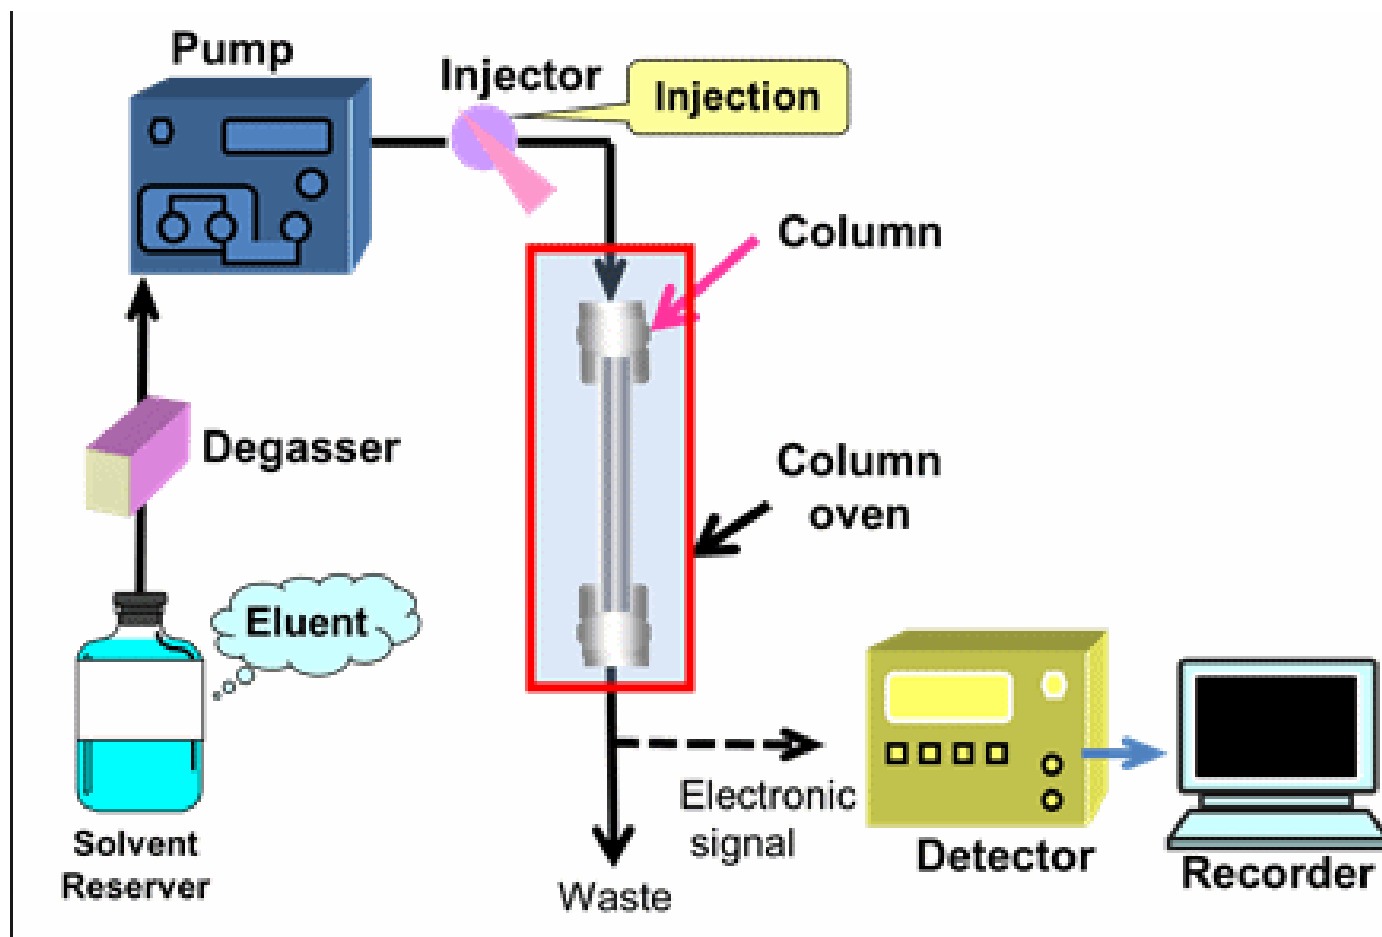 Pump
Injector
Injection
Column
Degasser
Column
oven
Eluent
Electronic
signal
Solvent
Reserver
Detector
Recorder
Waste